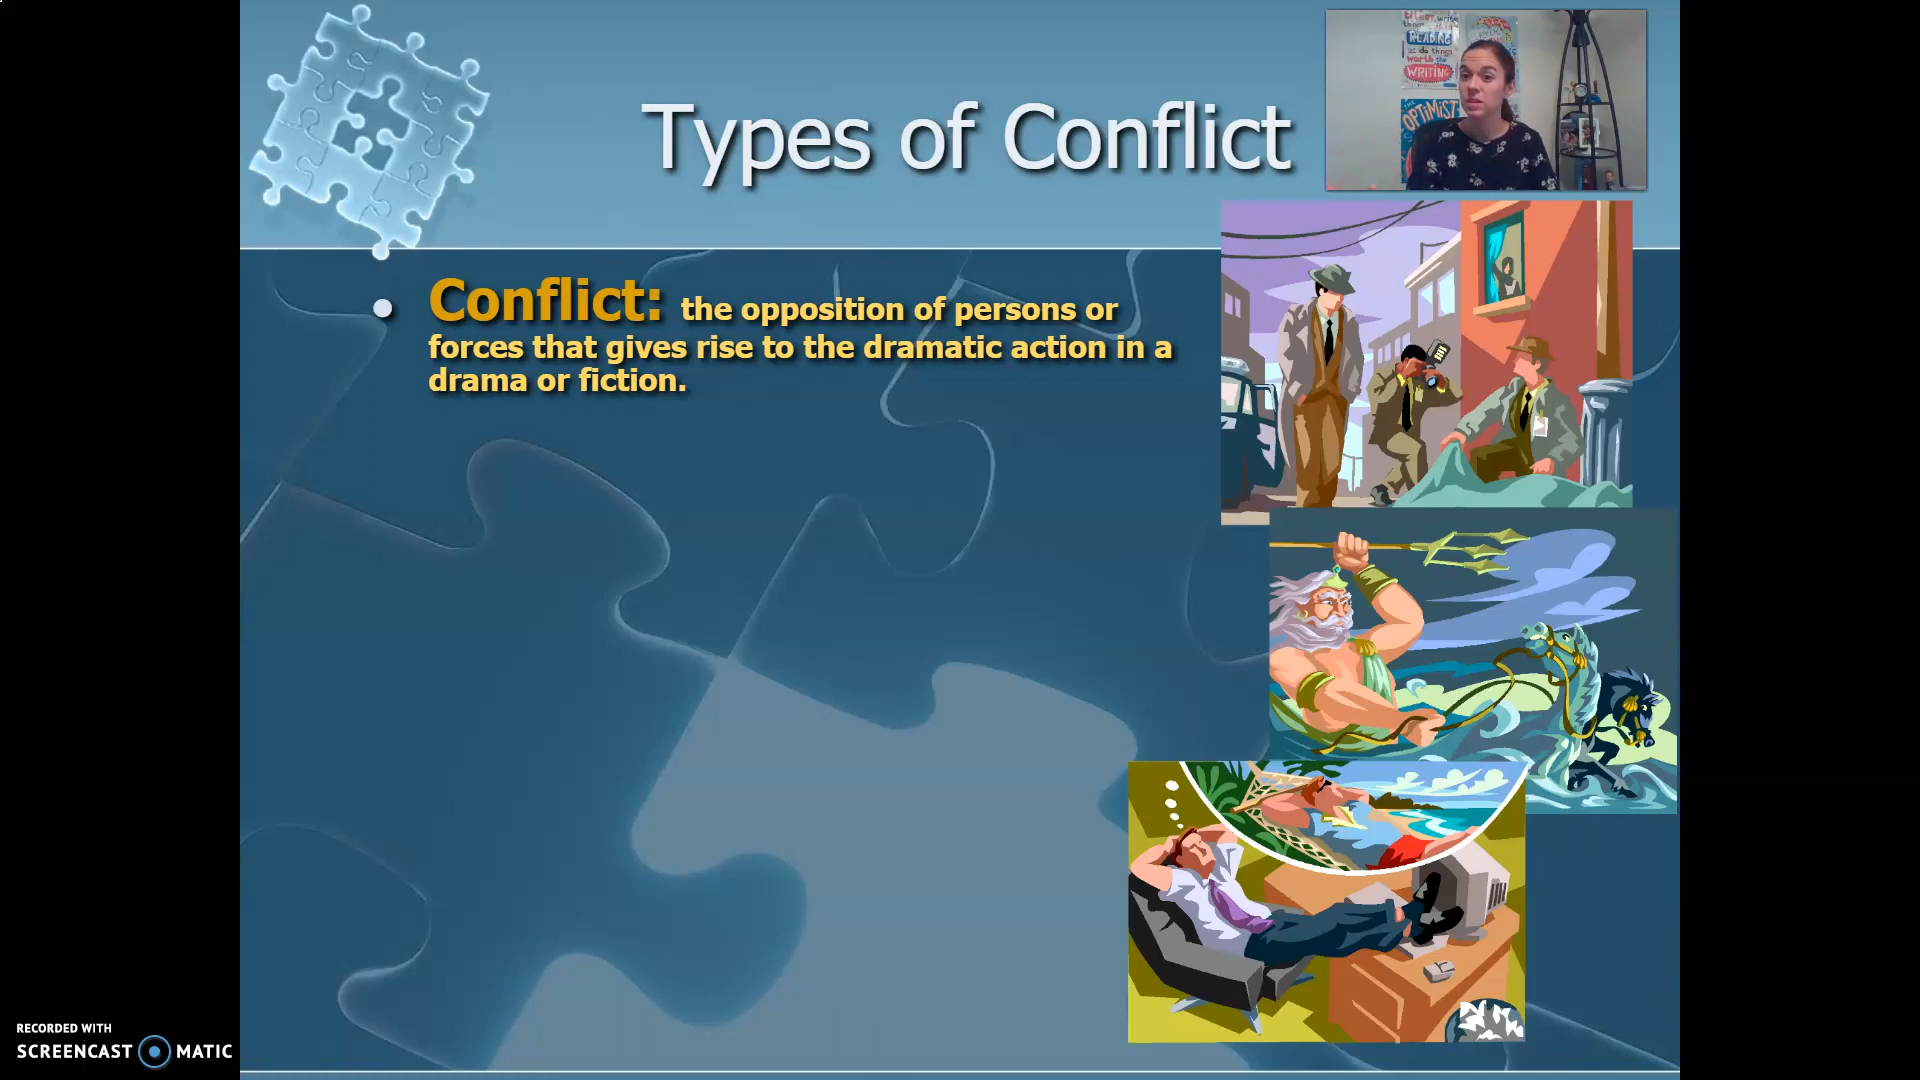 Types of Conflict
READING
WRITING
OPTIMIST
Conflict: the opposition of persons or
forces that gives rise to the dramatic action in a
drama or fiction.
RECORDED WITH
SCREENCAST MATIC